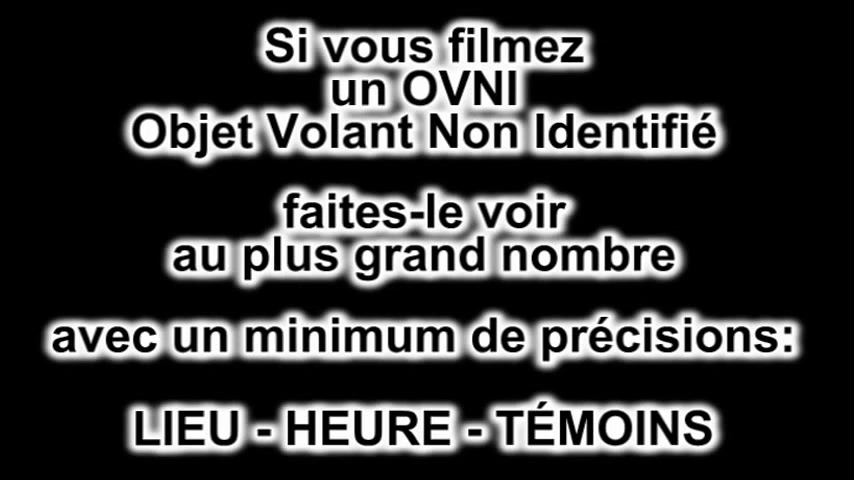 Si vous filmez
un OVNI
Objet Volant Non Identifié
faites-le voir
au plus grand nombre
avec un minimum de précisions:
LIEU - HEURE - TÉMOINS